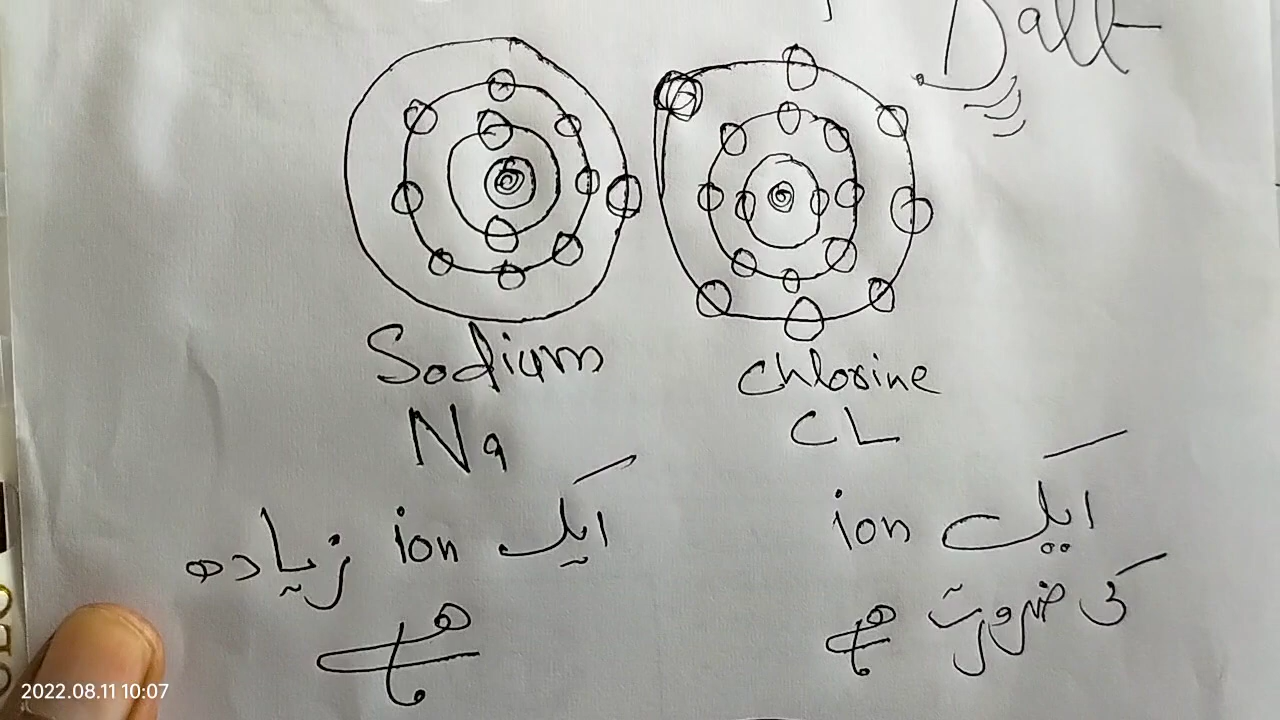 Dalt
Sodium
Chlorine
Na
CL
ایک ion زیادہ
ہے
ایک ion
کی ضرورت ہے
2022.08.11 10:07